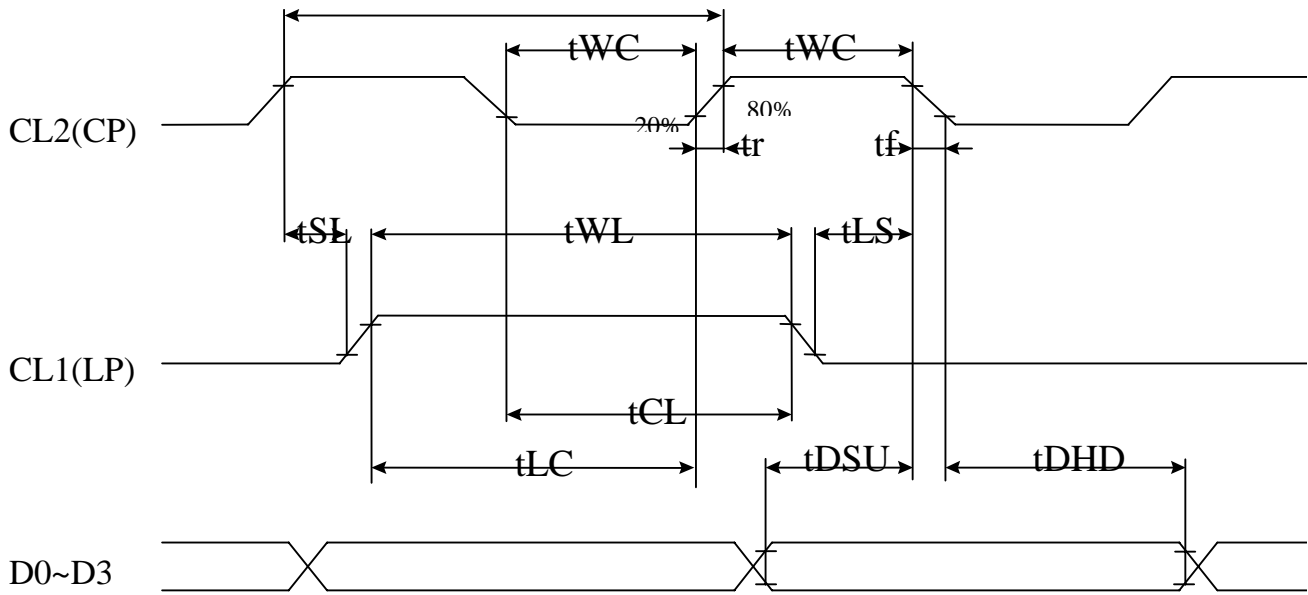 tWC tWC
CL2(CP) 20% 80%
tr tf
tSL tWL tLS
CL1(LP)
tCL
tLC tDSU tDHD
D0~D3